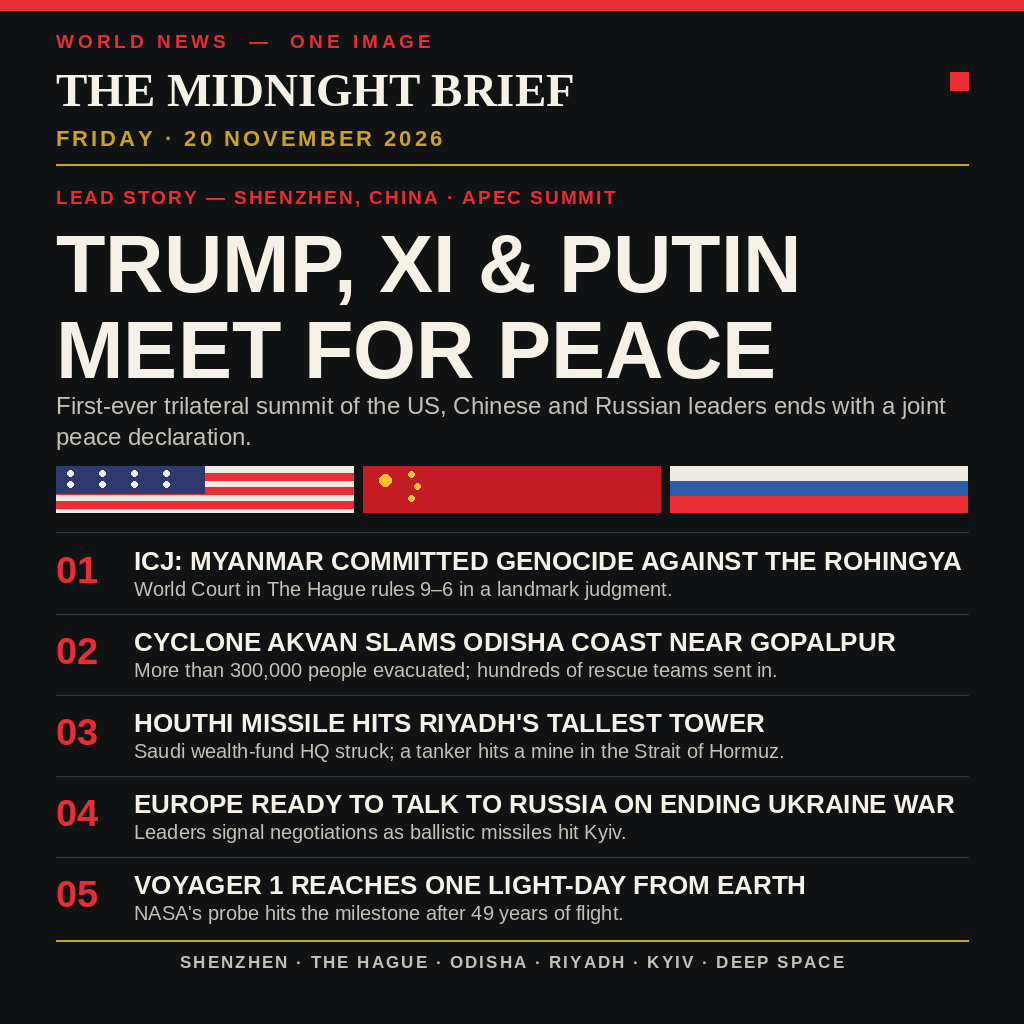 WORLD NEWS — ONE IMAGE
THE MIDNIGHT BRIEF
FRIDAY · 20 NOVEMBER 2026
LEAD STORY — SHENZHEN, CHINA · APEC SUMMIT
TRUMP, XI & PUTIN
MEET FOR PEACE
First-ever trilateral summit of the US, Chinese and Russian leaders ends with a joint
peace declaration.
01
ICJ: MYANMAR COMMITTED GENOCIDE AGAINST THE ROHINGYA
World Court in The Hague rules 9–6 in a landmark judgment.
02
CYCLONE AKVAN SLAMS ODISHA COAST NEAR GOPALPUR
More than 300,000 people evacuated; hundreds of rescue teams sent in.
03
HOUTHI MISSILE HITS RIYADH'S TALLEST TOWER
Saudi wealth-fund HQ struck; a tanker hits a mine in the Strait of Hormuz.
04
EUROPE READY TO TALK TO RUSSIA ON ENDING UKRAINE WAR
Leaders signal negotiations as ballistic missiles hit Kyiv.
05
VOYAGER 1 REACHES ONE LIGHT-DAY FROM EARTH
NASA's probe hits the milestone after 49 years of flight.
SHENZHEN · THE HAGUE · ODISHA · RIYADH · KYIV · DEEP SPACE